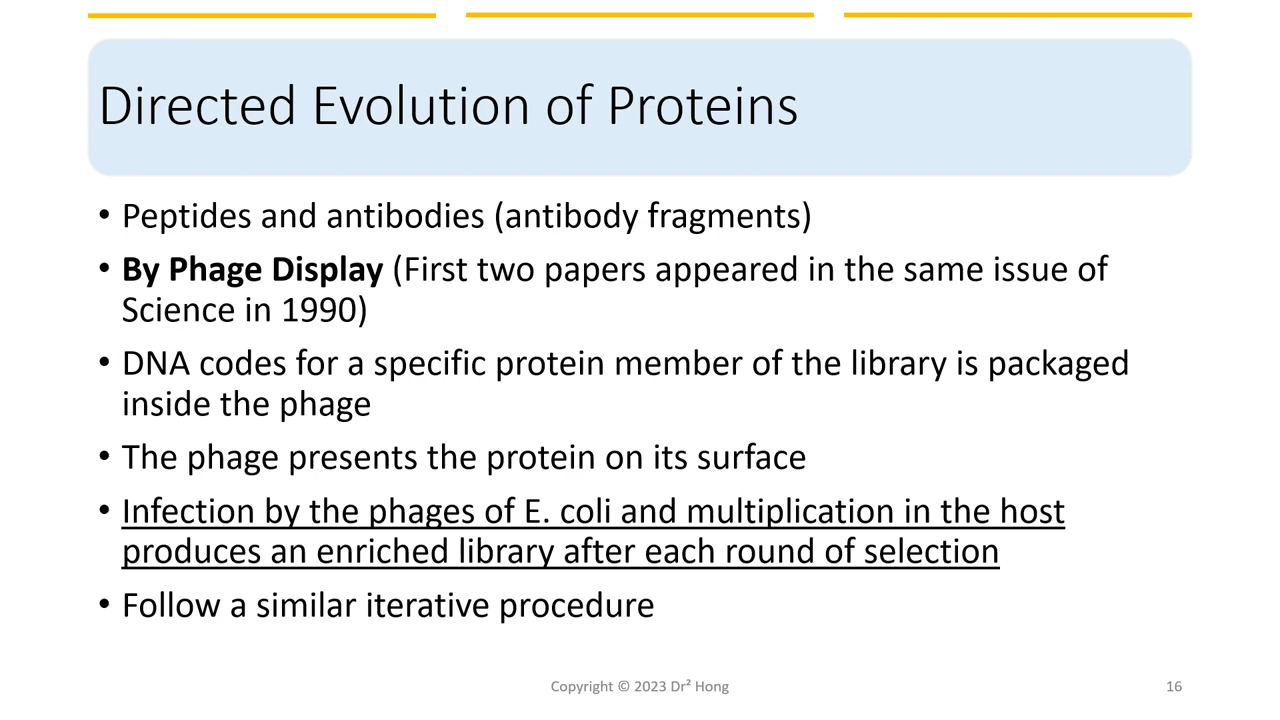 Directed Evolution of Proteins
• Peptides and antibodies (antibody fragments)
• By Phage Display (First two papers appeared in the same issue of
Science in 1990)
• DNA codes for a specific protein member of the library is packaged
inside the phage
• The phage presents the protein on its surface
• Infection by the phages of E. coli and multiplication in the host
produces an enriched library after each round of selection
• Follow a similar iterative procedure
Copyright © 2023 Dr² Hong
16